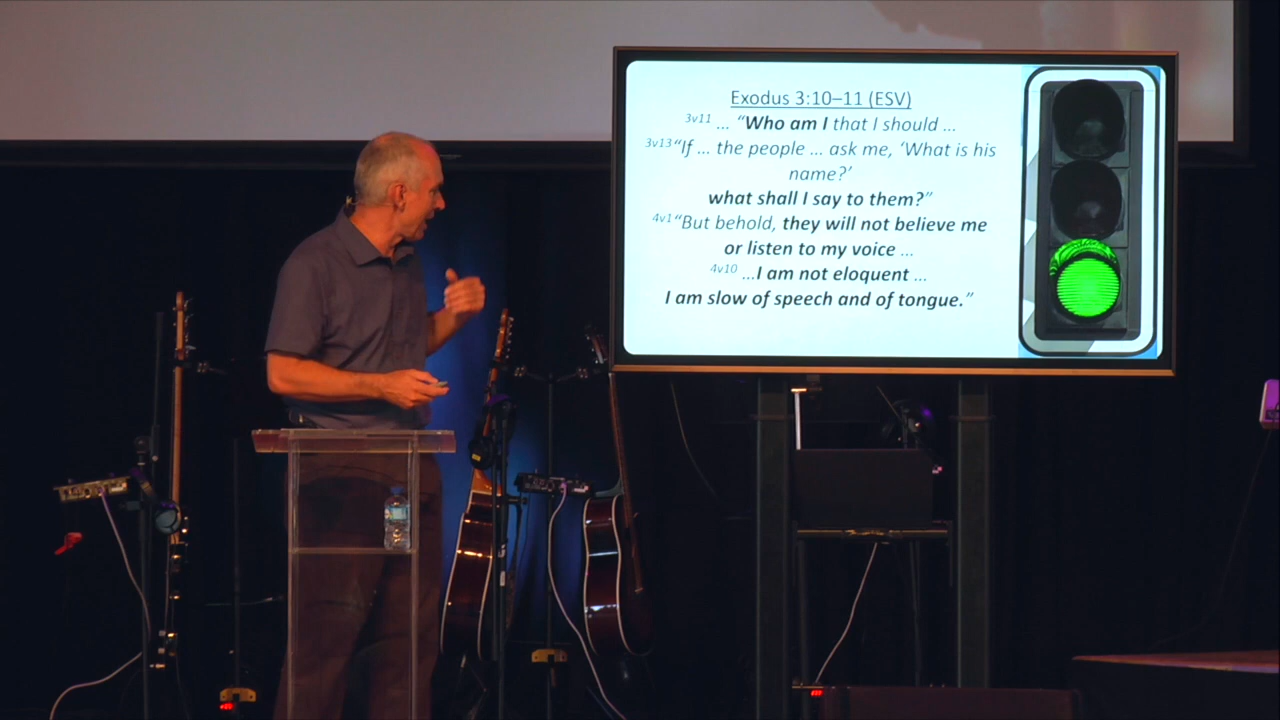 Exodus 3:10–11 (ESV)
3v11 ... “Who am I that I should ...
3v13“If ... the people ... ask me, ‘What is his
name?’
what shall I say to them?”
4v1“But behold, they will not believe me
or listen to my voice ...
4v10 ...I am not eloquent ...
I am slow of speech and of tongue.”